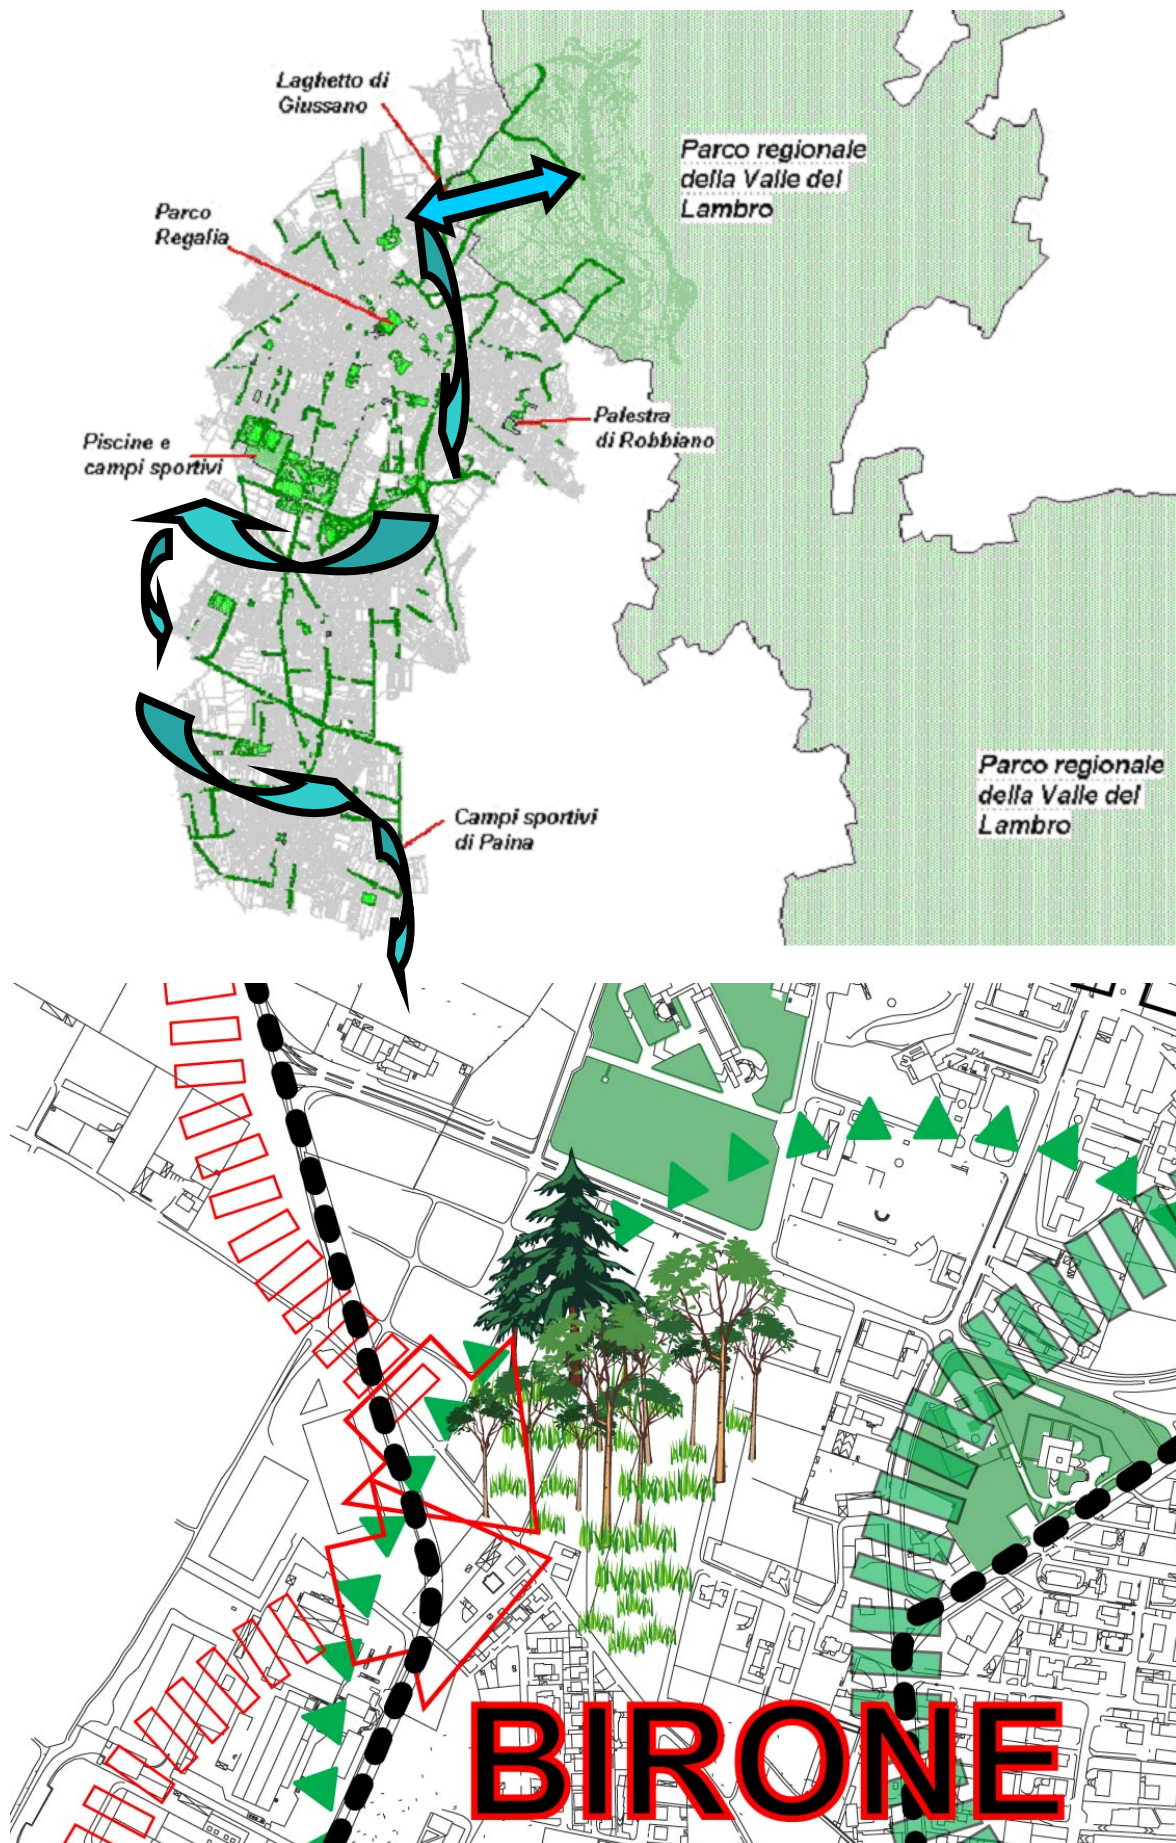 Laghetto di
Giussano
Parco regionale
della Valle del
Lambro
Parco
Regalia
Palestra
di Robbiano
Piscine e
campi sportivi
Parco regionale
della Valle del
Lambro
Campi sportivi
di Paina
BIRONE